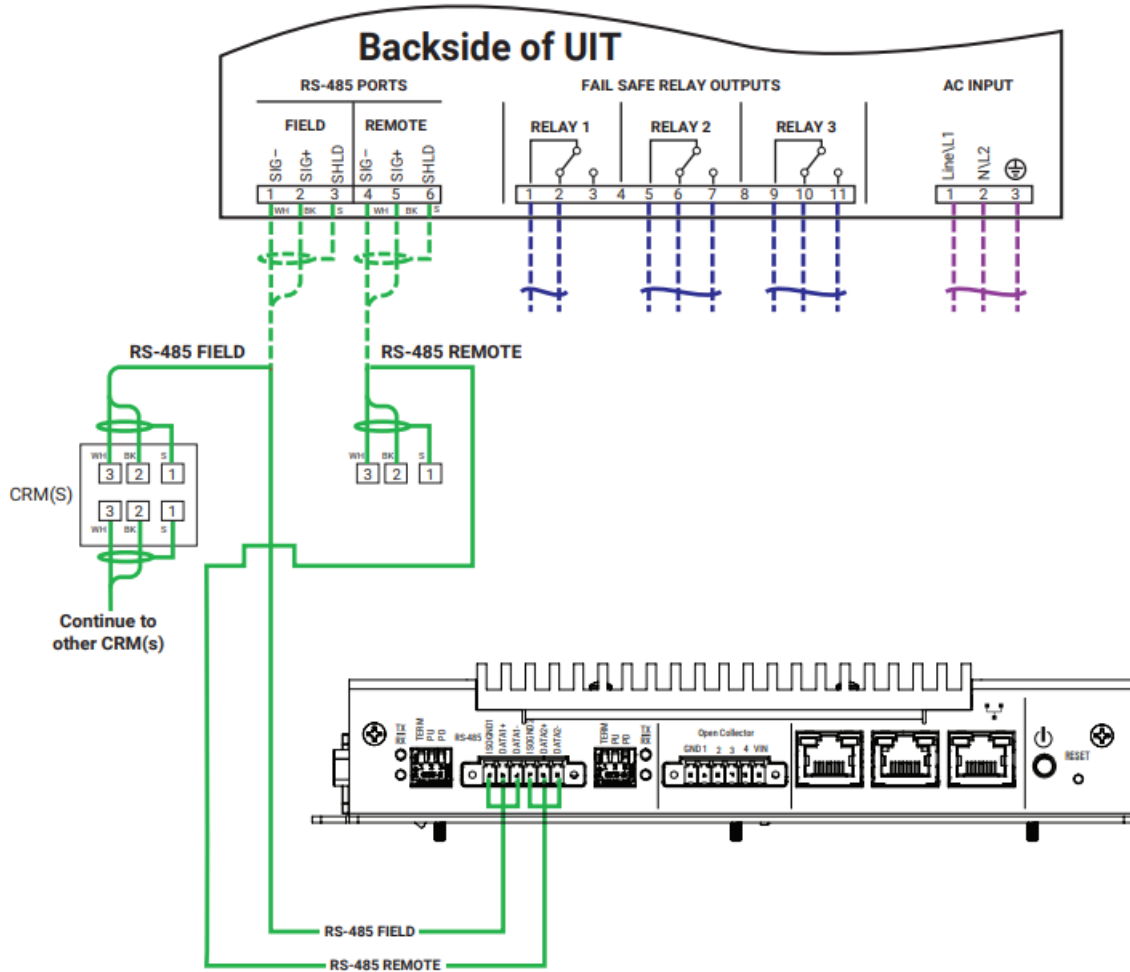 Backside of UIT
RS-485 PORTS
FAIL SAFE RELAY OUTPUTS
AC INPUT
FIELD REMOTE
RELAY 1 RELAY 2 RELAY 3
SIG– SIG+ SHLD SIG– SIG+ SHLD
Line\L1 N\L2
1 2 3 4 5 6
1 2 3 4 5 6 7 8 9 10 11
1 2 3
WH BK S WH BK S
RS-485 FIELD
RS-485 REMOTE
WH BK S
3 2 1
WH BK S
3 2 1
CRM(S)
3 2 1
WH BK S
Continue to
other CRM(s)
TERM
PU
PD
RS-485
ISOGND1
DATA1+
DATA1-
DATA2+
DATA2-
TERM
PU
PD
Open Collector
GND 1 2 3 4 VIN
RESET
RS-485 FIELD
RS-485 REMOTE